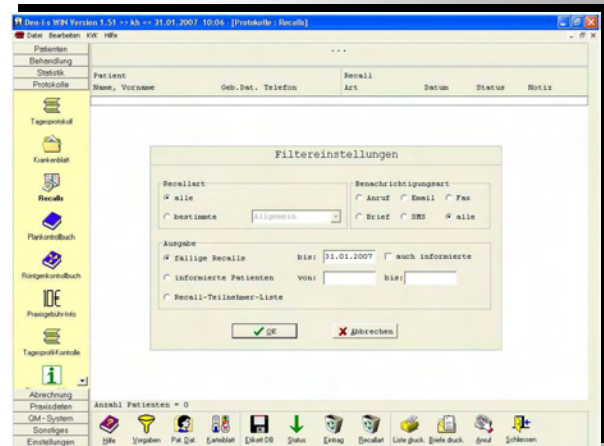 Den-i-s WiN Version 1.51 >> kh << 31.01.2007 10:06 - [Protokolle : Recalls]
Datei Bearbeiten KVK Hilfe
Patienten
Behandlung
Statistik
Protokolle
Tagesprotokoll
Krankenblatt
Recalls
Plankontrollbuch
Röntgenkontrollbuch
Praxisgebühr-Info
Tagesprofil-Kontrolle
Abrechnung
Praxisdaten
QM - System
Sonstiges
Einstellungen
...
Patient Recall
Name, Vorname Geb.Dat. Telefon Art Datum Status Notiz
Filtereinstellungen
Recallart
alle
bestimmte Allgemein
Benachrichtigungsart
Anruf Email Fax
Brief SMS alle
Ausgabe
fällige Recalls bis: 31.01.2007 auch informierte
informierte Patienten von: bis:
Recall-Teilnehmer-Liste
OK Abbrechen
Anzahl Patienten = 0
Hilfe Vorgaben Pat. Dat. Karteiblatt Etikett DB Status Eintrag Recallart Liste druck. Briefe druck. Anruf Schliessen